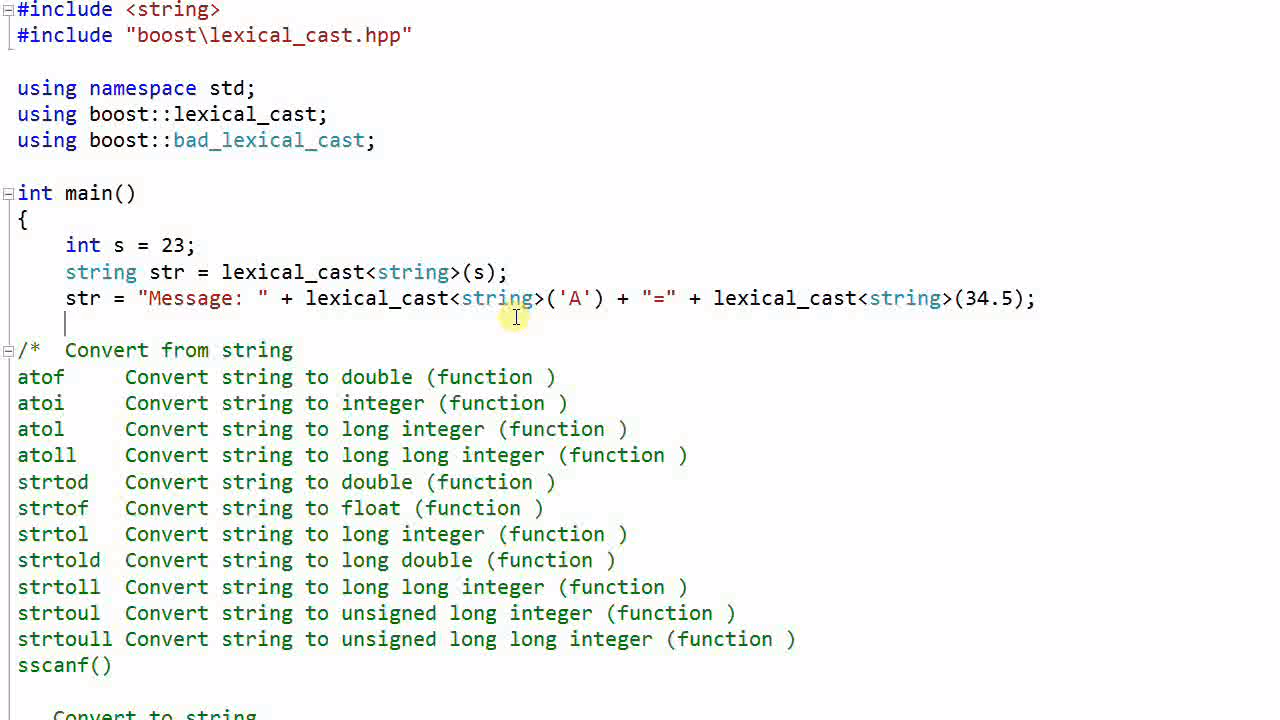 #include <string>
#include "boost\lexical_cast.hpp"
using namespace std;
using boost::lexical_cast;
using boost::bad_lexical_cast;
int main()
{
    int s = 23;
    string str = lexical_cast<string>(s);
    str = "Message: " + lexical_cast<string>('A') + "=" + lexical_cast<string>(34.5);
/*  Convert from string
atof     Convert string to double (function )
atoi     Convert string to integer (function )
atol     Convert string to long integer (function )
atoll    Convert string to long long integer (function )
strtod   Convert string to double (function )
strtof   Convert string to float (function )
strtol   Convert string to long integer (function )
strtold  Convert string to long double (function )
strtoll  Convert string to long long integer (function )
strtoul  Convert string to unsigned long integer (function )
strtoull Convert string to unsigned long long integer (function )
sscanf()
   Convert to string